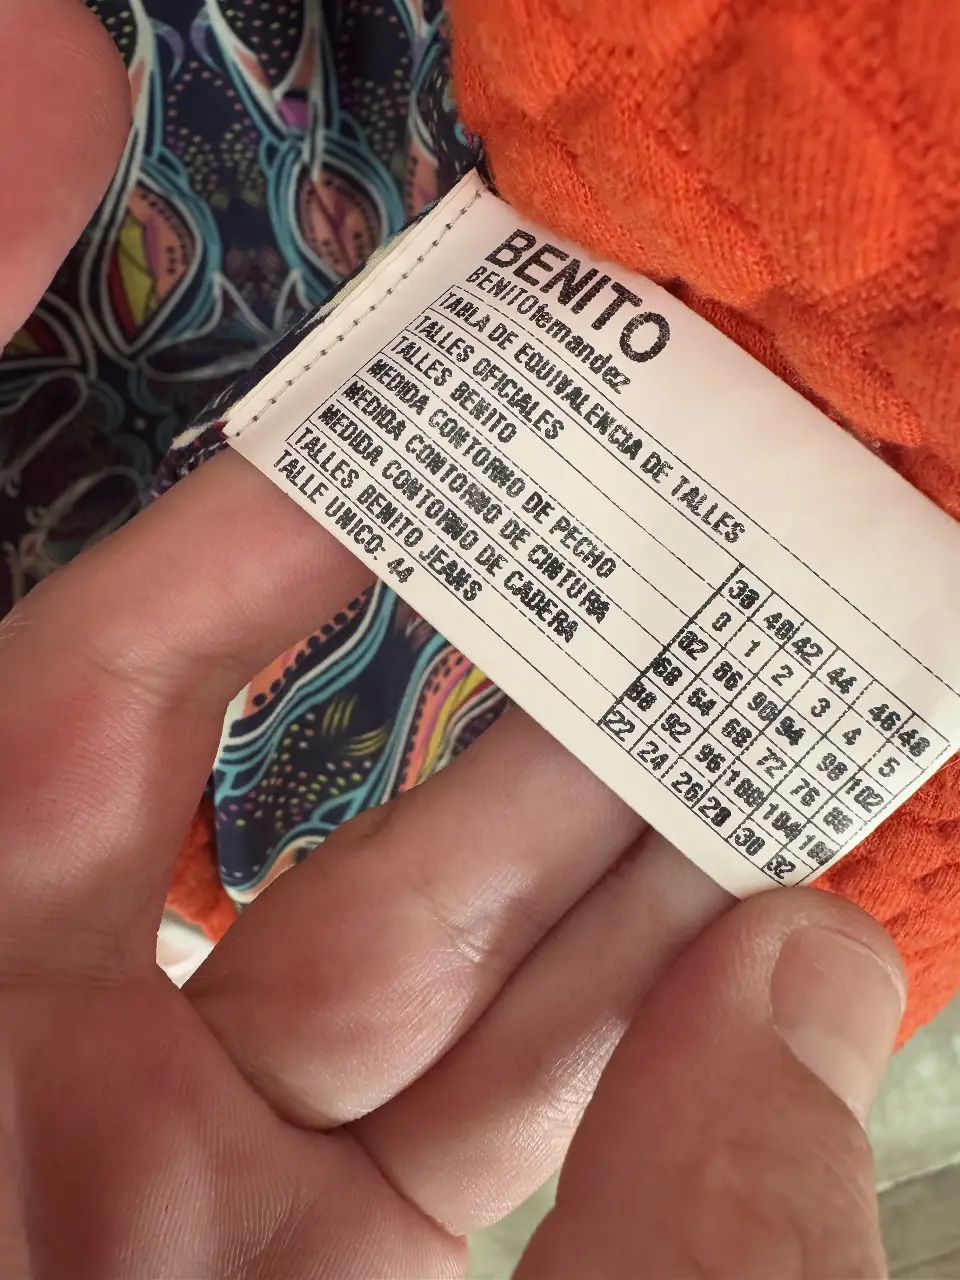 BENITO
BENITOfernandez
TABLA DE EQUIVALENCIA DE TALLES
TALLES OFICIALES 38 40 42 44 46 48
TALLES BENITO 0 1 2 3 4 5
MEDIDA CONTORNO DE PECHO 82 86 90 94 98 102
MEDIDA CONTORNO DE CINTURA 64 68 72 76
MEDIDA CONTORNO DE CADERA 88 92 96 100 104 108
TALLES BENITO JEANS 22 24 26 28 30 32
TALLE UNICO: 44